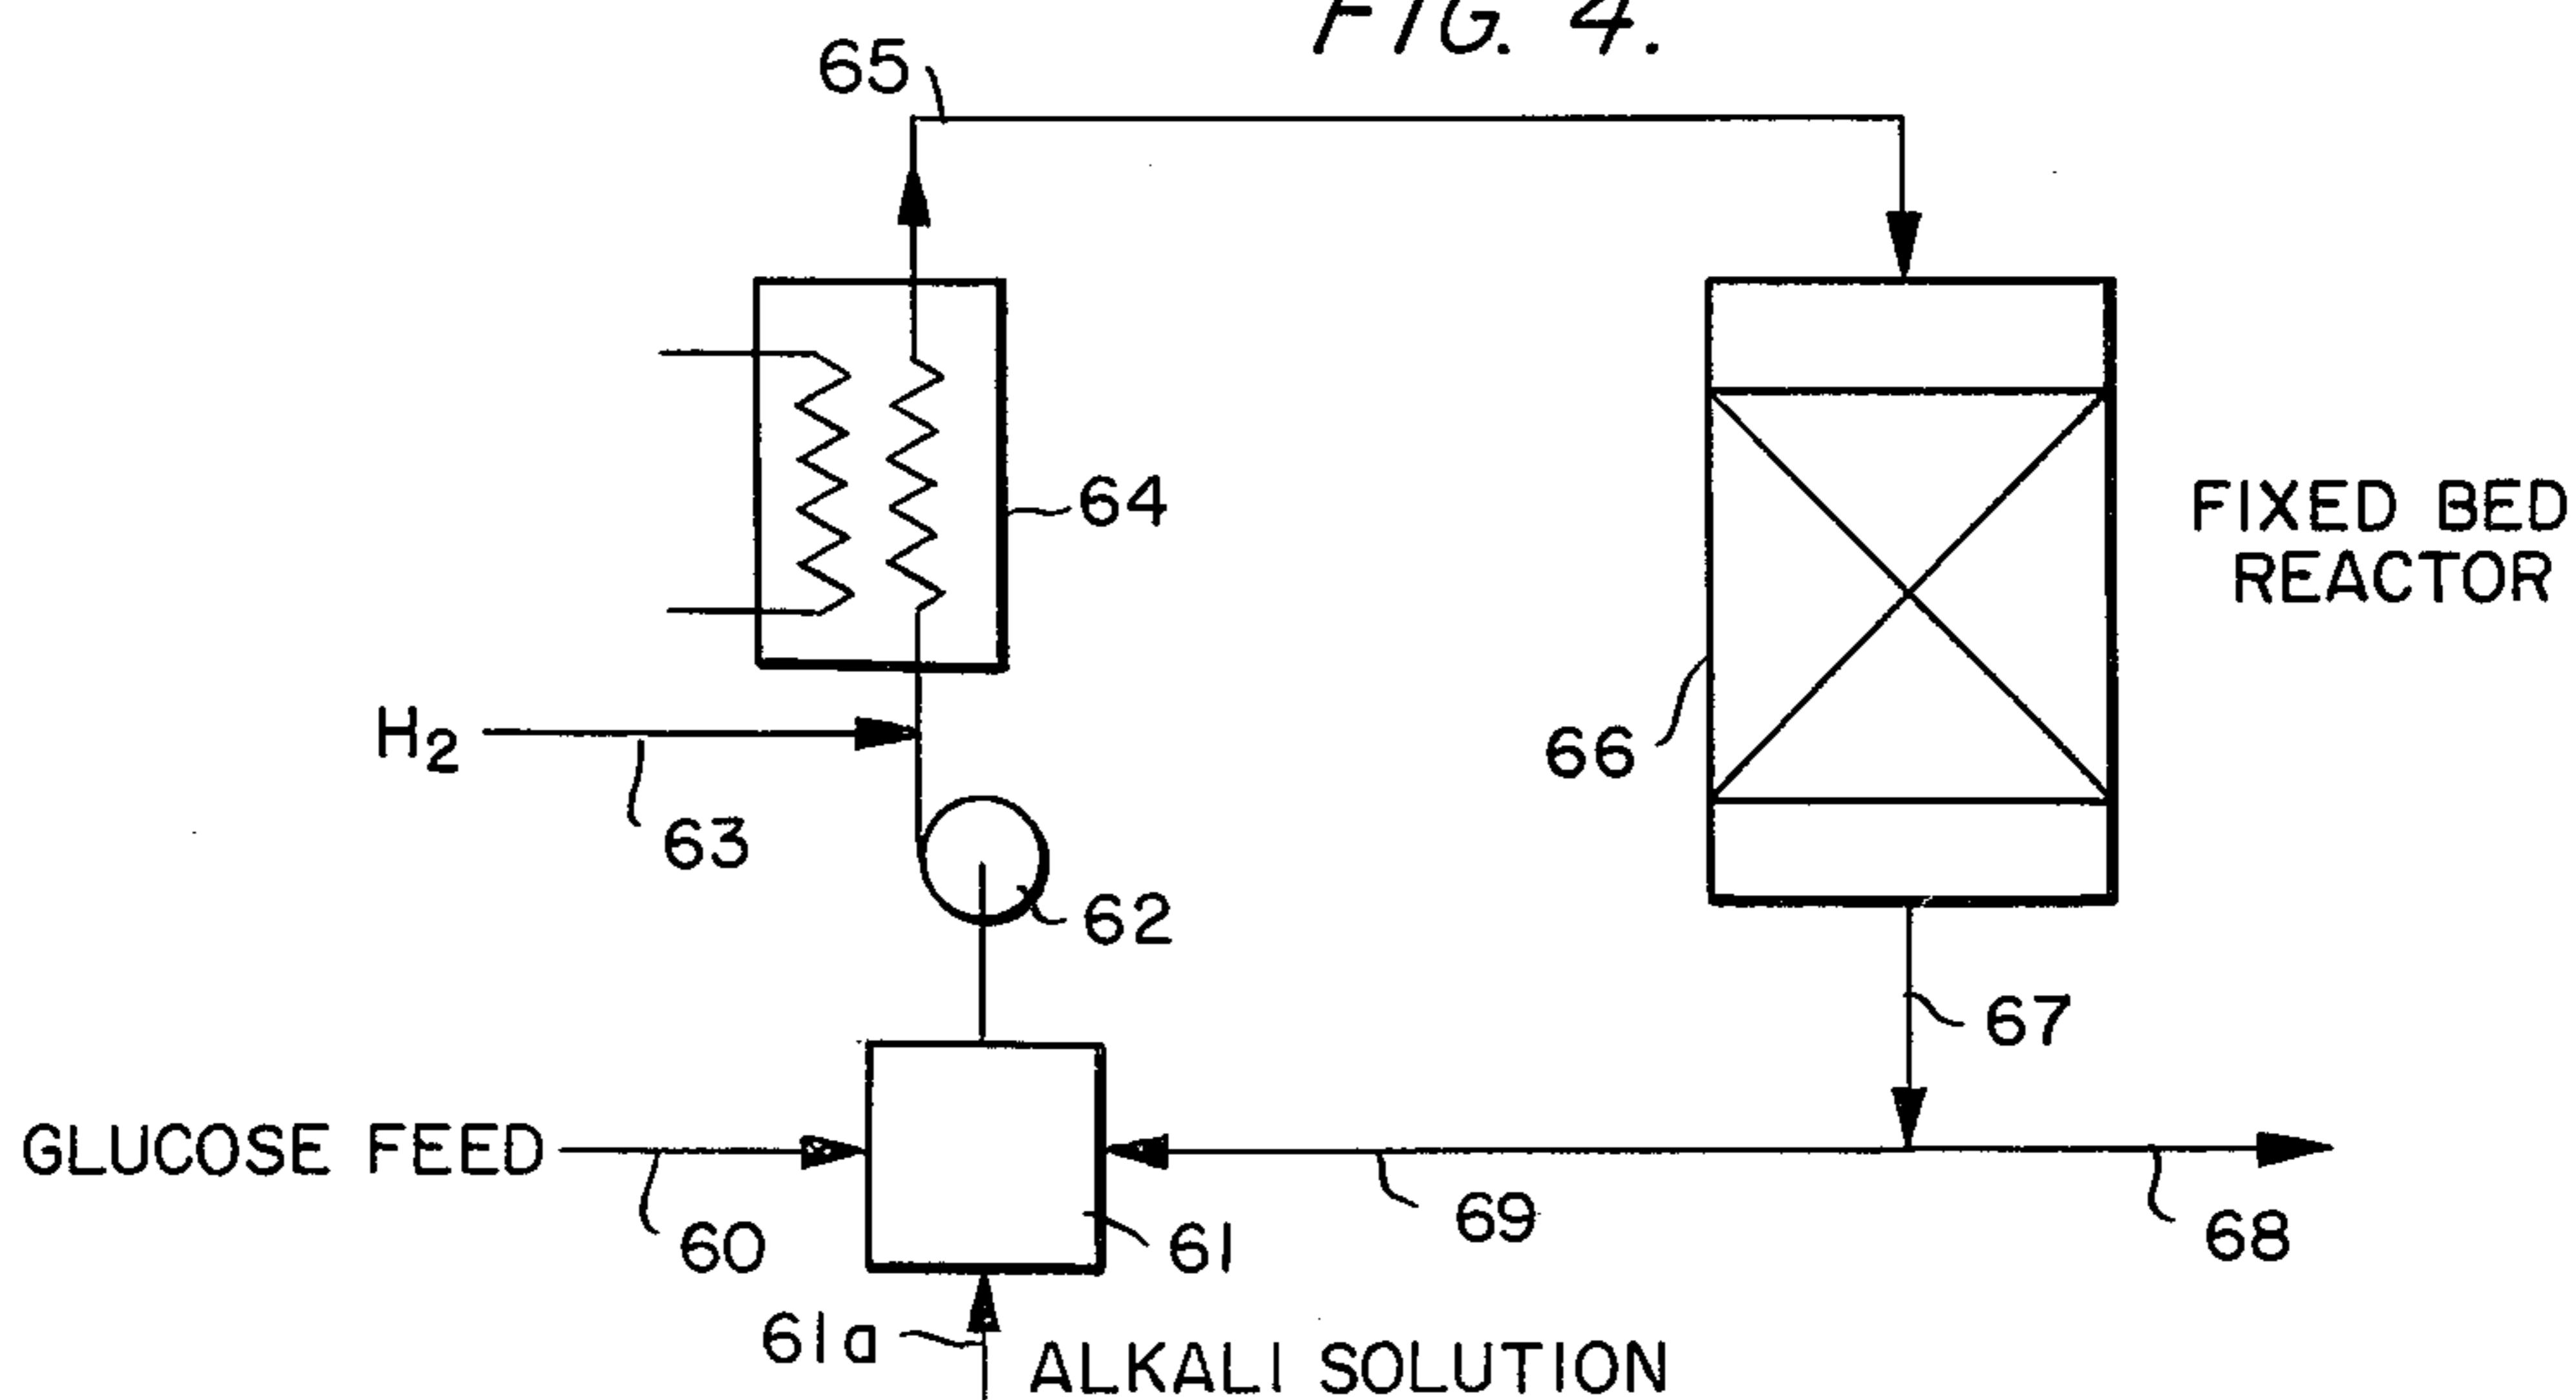 FIG. 4.
65
64
FIXED BED
REACTOR
H2
66
63
62
67
GLUCOSE FEED
60
61
69
68
61a
ALKALI SOLUTION